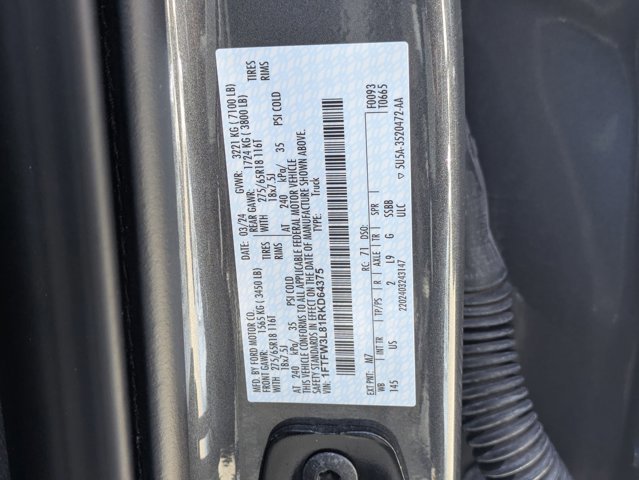 MFD. BY FORD MOTOR CO. DATE: 03/24 GVWR: 3221 KG ( 7100 LB)
FRONT GAWR: 1565 KG ( 3450 LB) REAR GAWR: 1724 KG ( 3800 LB)
WITH 275/65R18 116T TIRES WITH 275/65R18 116T TIRES
18x7.5J RIMS 18x7.5J RIMS
AT 240 kPa/ 35 PSI COLD AT 240 kPa/ 35 PSI COLD
THIS VEHICLE CONFORMS TO ALL APPLICABLE FEDERAL MOTOR VEHICLE
SAFETY STANDARDS IN EFFECT ON THE DATE OF MANUFACTURE SHOWN ABOVE.
VIN: 1FTFW3L81RKD64375 TYPE: Truck
F0093
T0665
EXT PNT: M7 RC: 71 DSO:
WB INT TR TP/PS R AXLE TR SPR
145 US 2 L9 G SSBB
ULC
2202403243147 ▽ 5U5A-3520472-AA